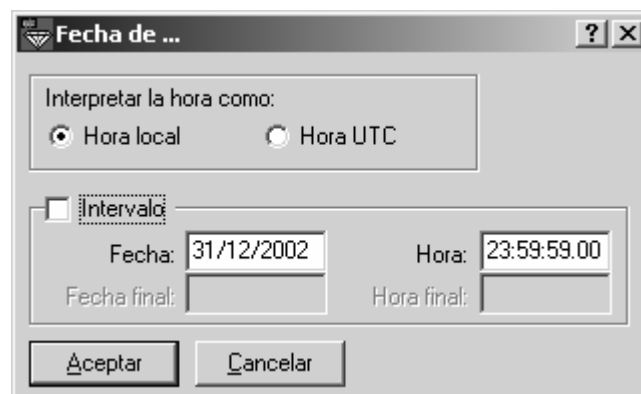 Fecha de ...
Interpretar la hora como:
Hora local Hora UTC
Intervalo
Fecha: 31/12/2002 Hora: 23:59:59.00
Fecha final: Hora final:
Aceptar Cancelar